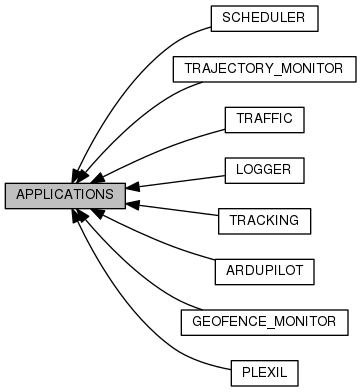 SCHEDULER
TRAJECTORY_MONITOR
TRAFFIC
LOGGER
APPLICATIONS
TRACKING
ARDUPILOT
GEOFENCE_MONITOR
PLEXIL